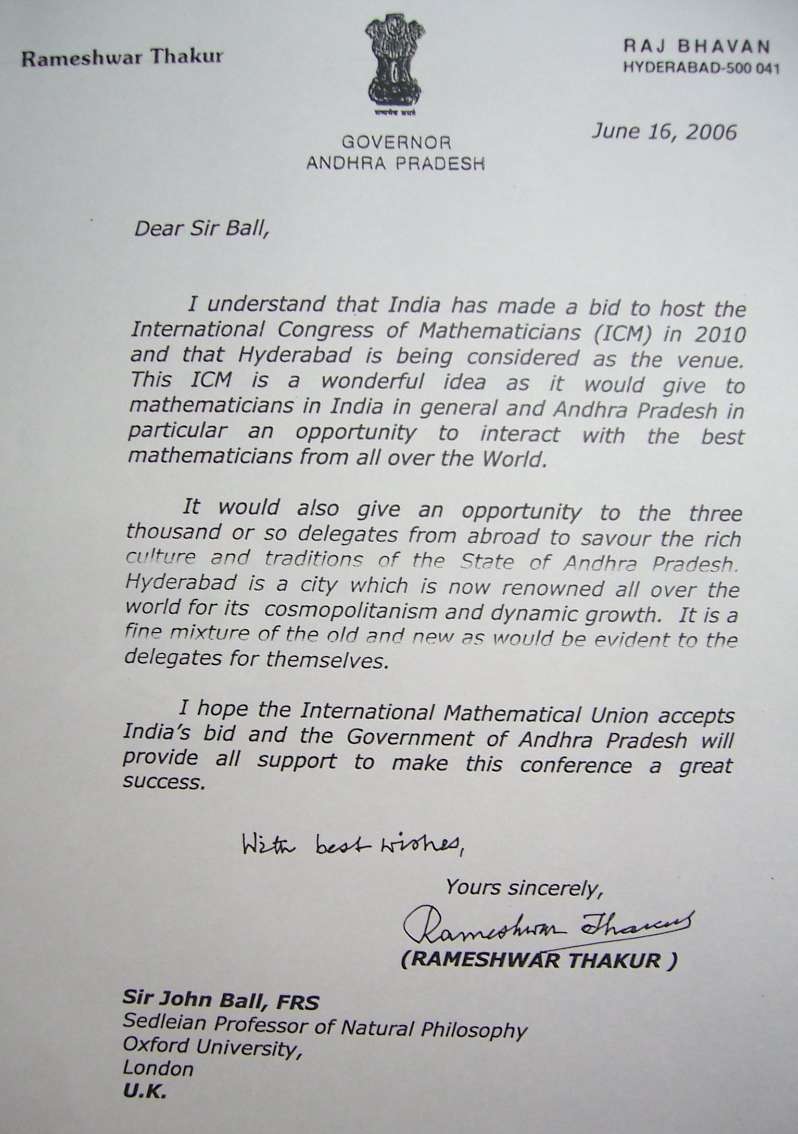 Rameshwar Thakur
RAJ BHAVAN
HYDERABAD-500 041
सत्यमेव जयते
GOVERNOR
ANDHRA PRADESH
June 16, 2006
Dear Sir Ball,
I understand that India has made a bid to host the
International Congress of Mathematicians (ICM) in 2010
and that Hyderabad is being considered as the venue.
This ICM is a wonderful idea as it would give to
mathematicians in India in general and Andhra Pradesh in
particular an opportunity to interact with the best
mathematicians from all over the World.
It would also give an opportunity to the three
thousand or so delegates from abroad to savour the rich
culture and traditions of the State of Andhra Pradesh.
Hyderabad is a city which is now renowned all over the
world for its cosmopolitanism and dynamic growth. It is a
fine mixture of the old and new as would be evident to the
delegates for themselves.
I hope the International Mathematical Union accepts
India's bid and the Government of Andhra Pradesh will
provide all support to make this conference a great
success.
With best wishes,
Yours sincerely,
Rameshwar Thakur
(RAMESHWAR THAKUR )
Sir John Ball, FRS
Sedleian Professor of Natural Philosophy
Oxford University,
London
U.K.